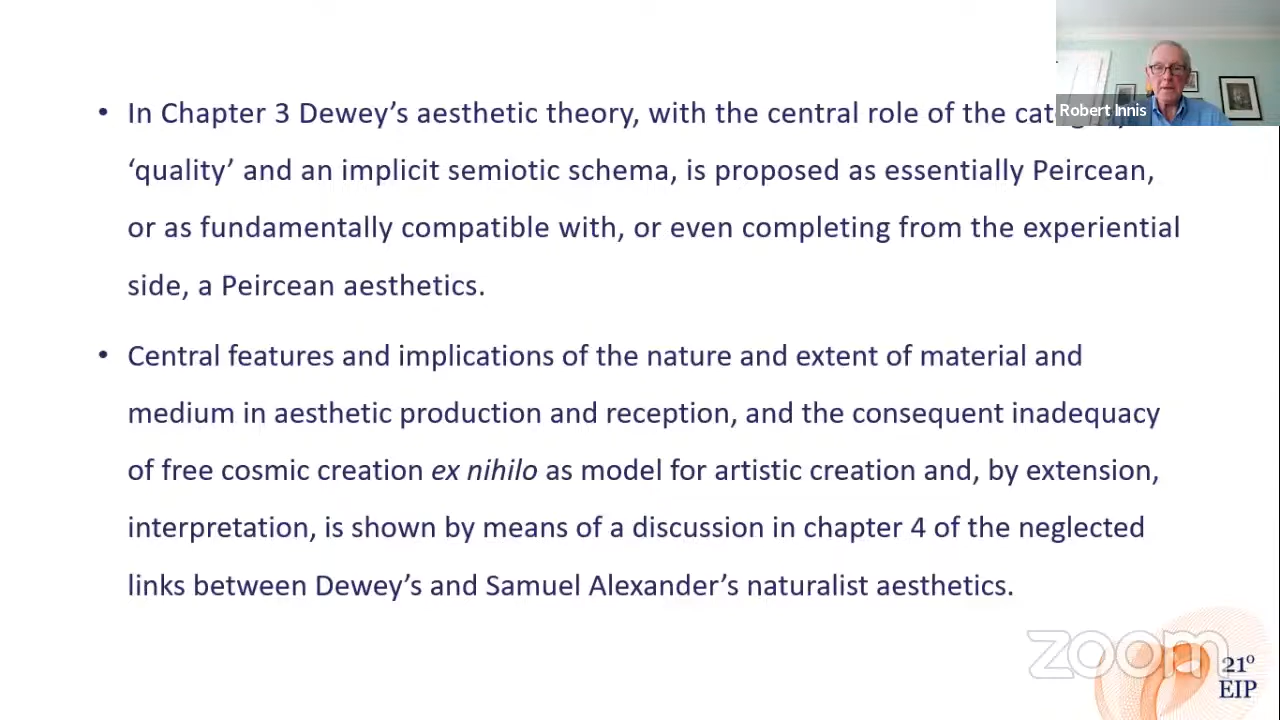 • In Chapter 3 Dewey’s aesthetic theory, with the central role of the
‘quality’ and an implicit semiotic schema, is proposed as essentially Peircean,
or as fundamentally compatible with, or even completing from the experiential
side, a Peircean aesthetics.
• Central features and implications of the nature and extent of material and
medium in aesthetic production and reception, and the consequent inadequacy
of free cosmic creation ex nihilo as model for artistic creation and, by extension,
interpretation, is shown by means of a discussion in chapter 4 of the neglected
links between Dewey’s and Samuel Alexander’s naturalist aesthetics.
Robert Innis
zoom
21º
EIP